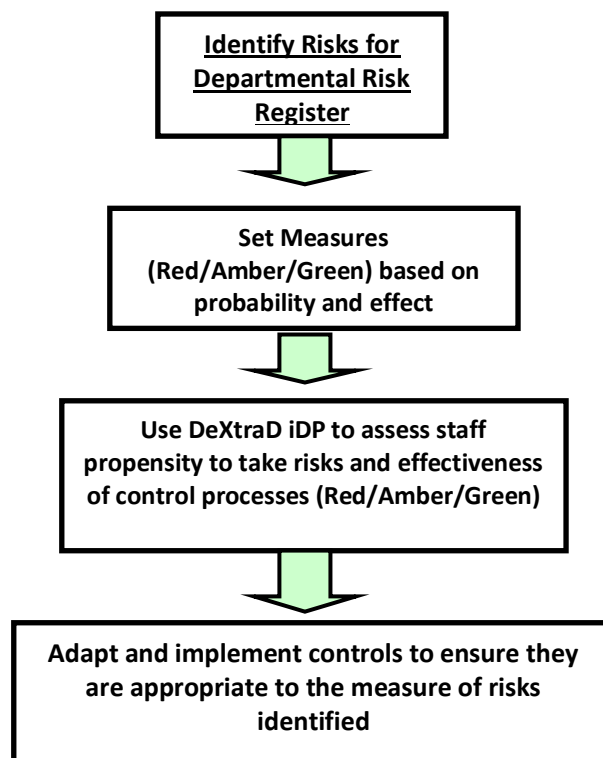 Identify Risks for
Departmental Risk
Register
Set Measures
(Red/Amber/Green) based on
probability and effect
Use DeXtraD iDP to assess staff
propensity to take risks and effectiveness
of control processes (Red/Amber/Green)
Adapt and implement controls to ensure they
are appropriate to the measure of risks
identified